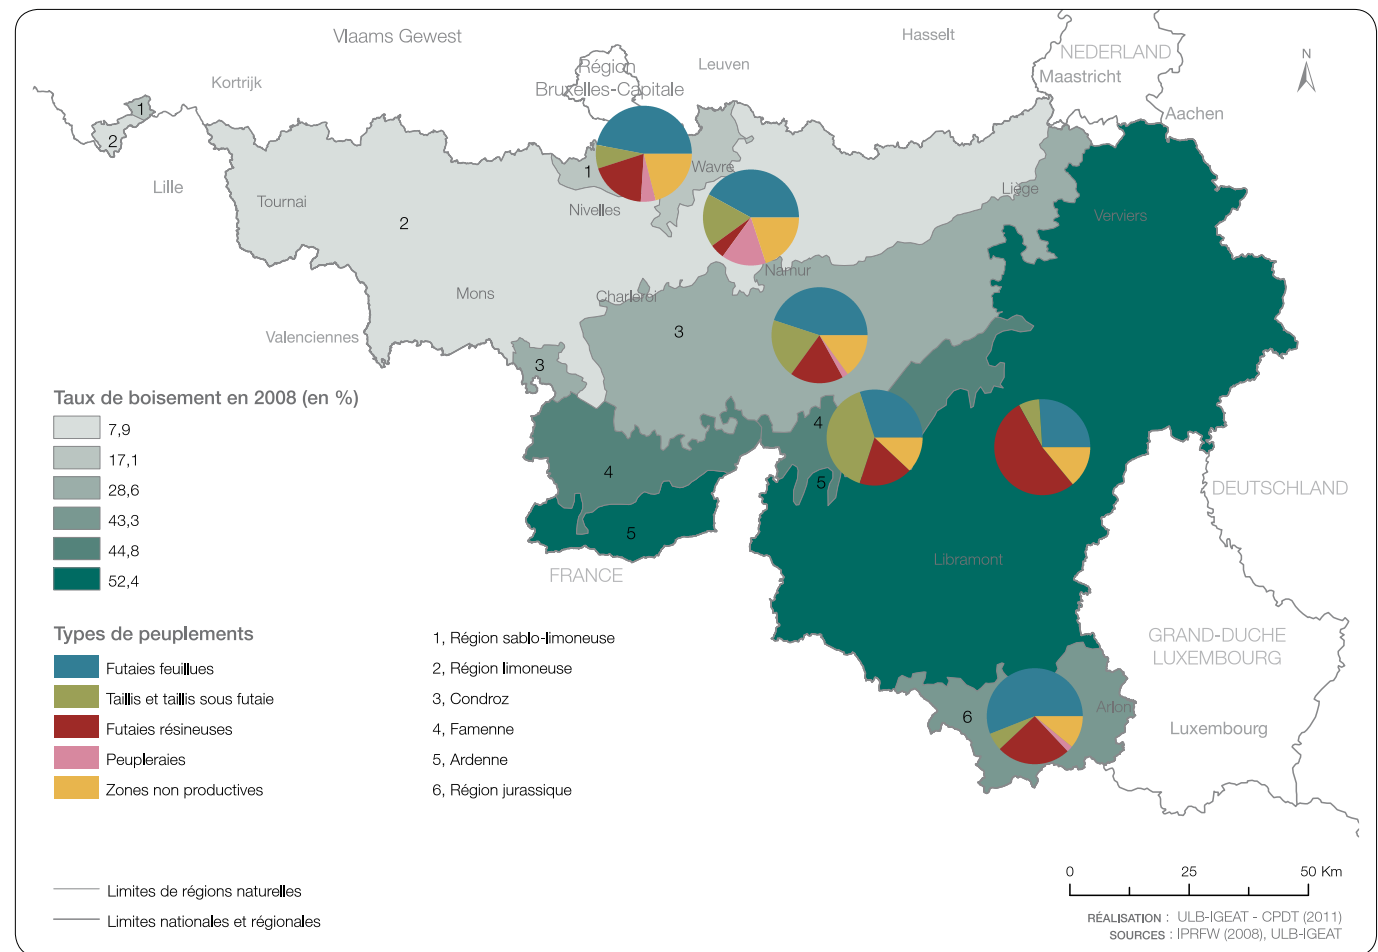 Vlaams Gewest
Hasselt
NEDERLAND
Région
Bruxelles-Capitale
Leuven
Maastricht
N
Kortrijk
Aachen
1
2
Lille
Tournai
2
1
Wavre
Nivelles
Liège
Verviers
Mons
Charleroi
Namur
Valenciennes
3
3
4
4
5
5
DEUTSCHLAND
FRANCE
Libramont
GRAND-DUCHE
LUXEMBOURG
6
Arlon
Luxembourg
Taux de boisement en 2008 (en %)
7,9
17,1
28,6
43,3
44,8
52,4
Types de peuplements
Futaies feuillues
Taillis et taillis sous futaie
Futaies résineuses
Peupleraies
Zones non productives
1, Région sablo-limoneuse
2, Région limoneuse
3, Condroz
4, Famenne
5, Ardenne
6, Région jurassique
Limites de régions naturelles
Limites nationales et régionales
0 25 50 Km
RÉALISATION : ULB-IGEAT - CPDT (2011)
SOURCES : IPRFW (2008), ULB-IGEAT